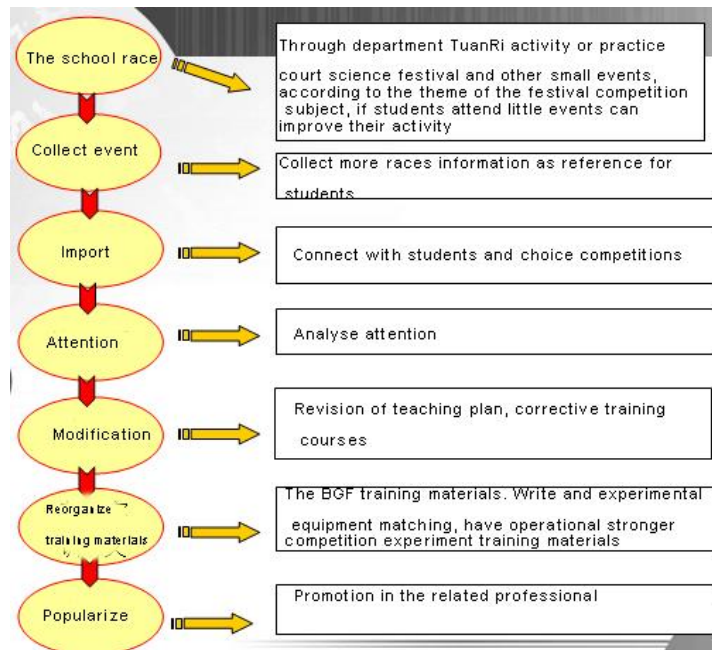 The school race
Through department TuanRi activity or practice
court science festival and other small events,
according to the theme of the festival competition
subject, if students attend little events can
improve their activity
Collect event
Collect more races information as reference for
students
Import
Connect with students and choice competitions
Attention
Analyse attention
Modification
Revision of teaching plan, corrective training
courses
Reorganize
training materials
The BGF training materials. Write and experimental
equipment matching, have operational stronger
competition experiment training materials
Popularize
Promotion in the related professional